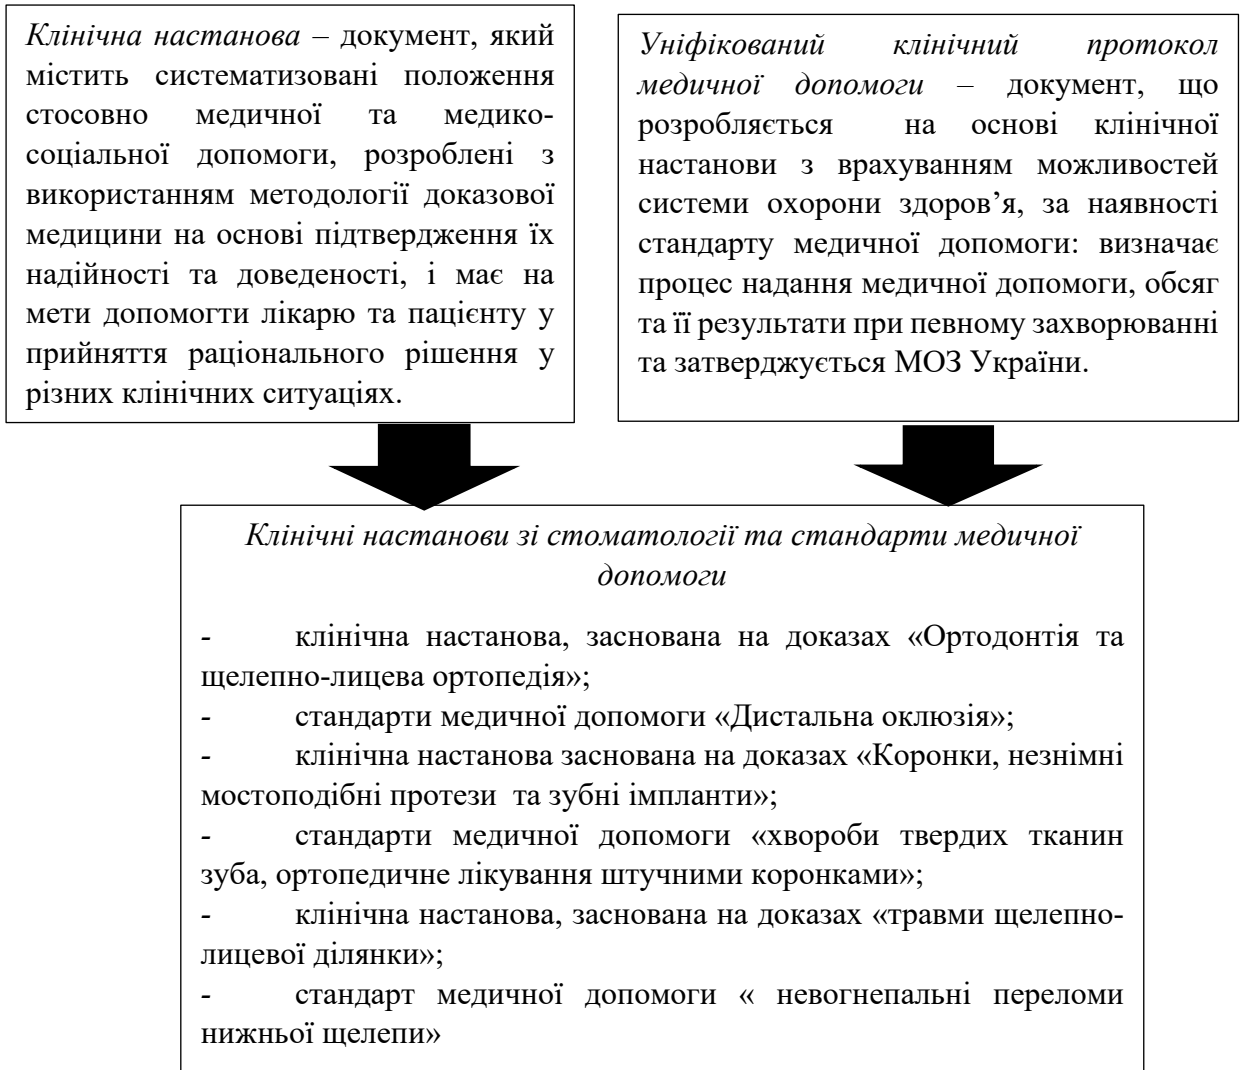 Клінічна настанова – документ, який
містить систематизовані положення
стосовно медичної та медико-
соціальної допомоги, розроблені з
використанням методології доказової
медицини на основі підтвердження їх
надійності та доведеності, і має на
мети допомогти лікарю та пацієнту у
прийняття раціонального рішення у
різних клінічних ситуаціях.
Уніфікований клінічний протокол
медичної допомоги – документ, що
розробляється на основі клінічної
настанови з врахуванням можливостей
системи охорони здоров’я, за наявності
стандарту медичної допомоги: визначає
процес надання медичної допомоги, обсяг
та її результати при певному захворюванні
та затверджується МОЗ України.
Клінічні настанови зі стоматології та стандарти медичної
допомоги
- клінічна настанова, заснована на доказах «Ортодонтія та
щелепно-лицева ортопедія»;
- стандарти медичної допомоги «Дистальна оклюзія»;
- клінічна настанова заснована на доказах «Коронки, незнімні
мостоподібні протези та зубні імпланти»;
- стандарти медичної допомоги «хвороби твердих тканин
зуба, ортопедичне лікування штучними коронками»;
- клінічна настанова, заснована на доказах «травми щелепно-
лицевої ділянки»;
- стандарт медичної допомоги « невогнепальні переломи
нижньої щелепи»